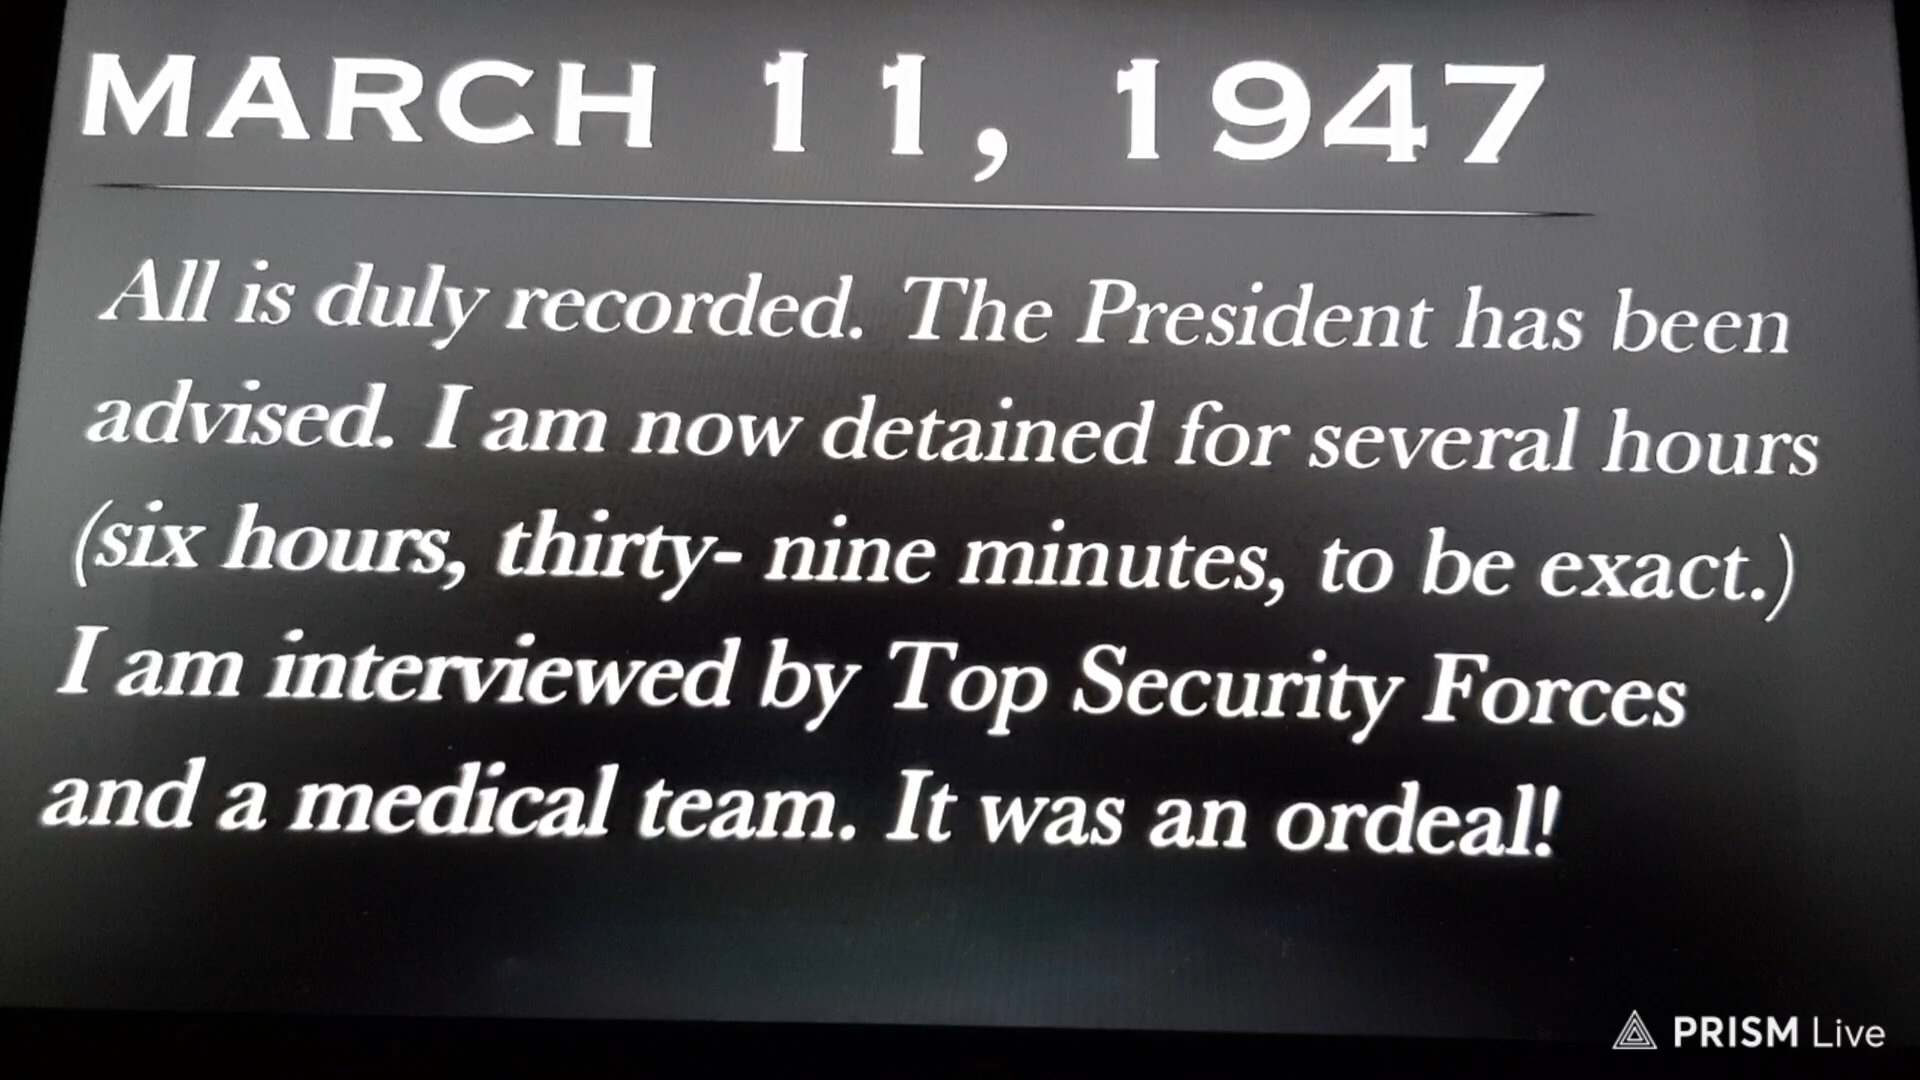 MARCH 11, 1947
All is duly recorded. The President has been
advised. I am now detained for several hours
(six hours, thirty- nine minutes, to be exact.)
I am interviewed by Top Security Forces
and a medical team. It was an ordeal!
PRISM Live